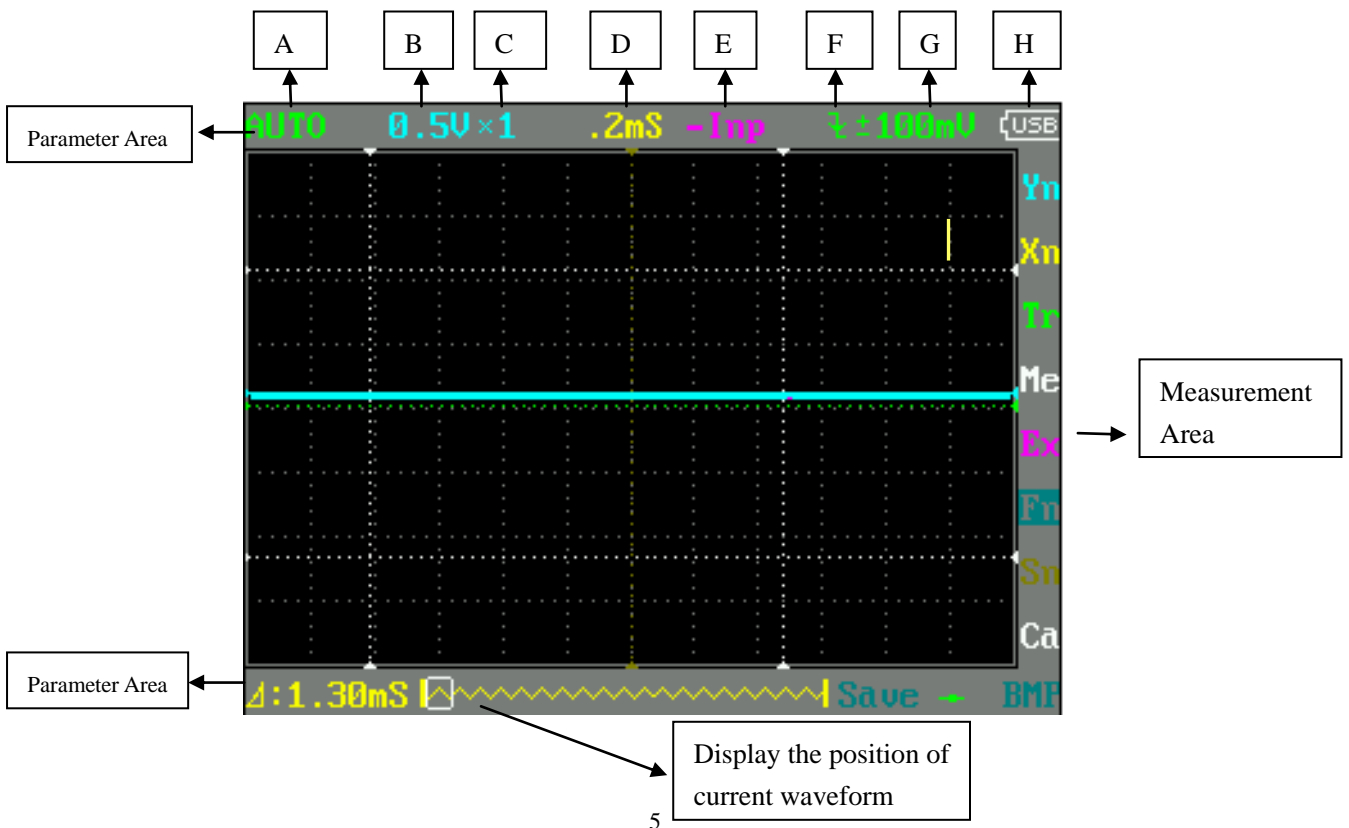 A B C D E F G H
Parameter Area
AUTO 0.5V×1 .2mS -Inp ±100mV USB
Yn
Xn
Tr
Me
Measurement
Area
Ex
Fn
Sn
Ca
Parameter Area
⊿:1.30mS Save BMP
Display the position of
current waveform
5